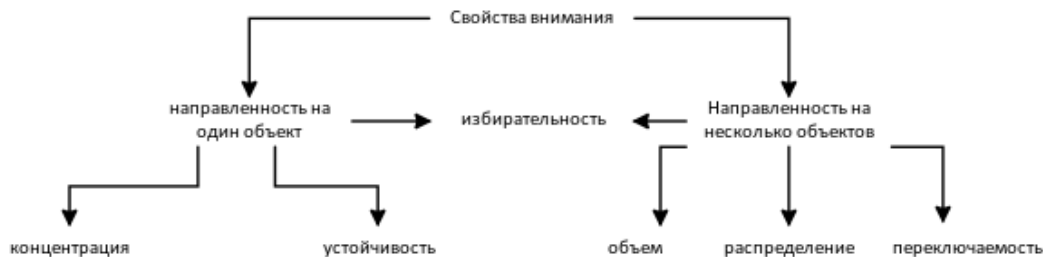 Свойства внимания
направленность на
один объект
избирательность
Направленность на
несколько объектов
концентрация
устойчивость
объем
распределение
переключаемость